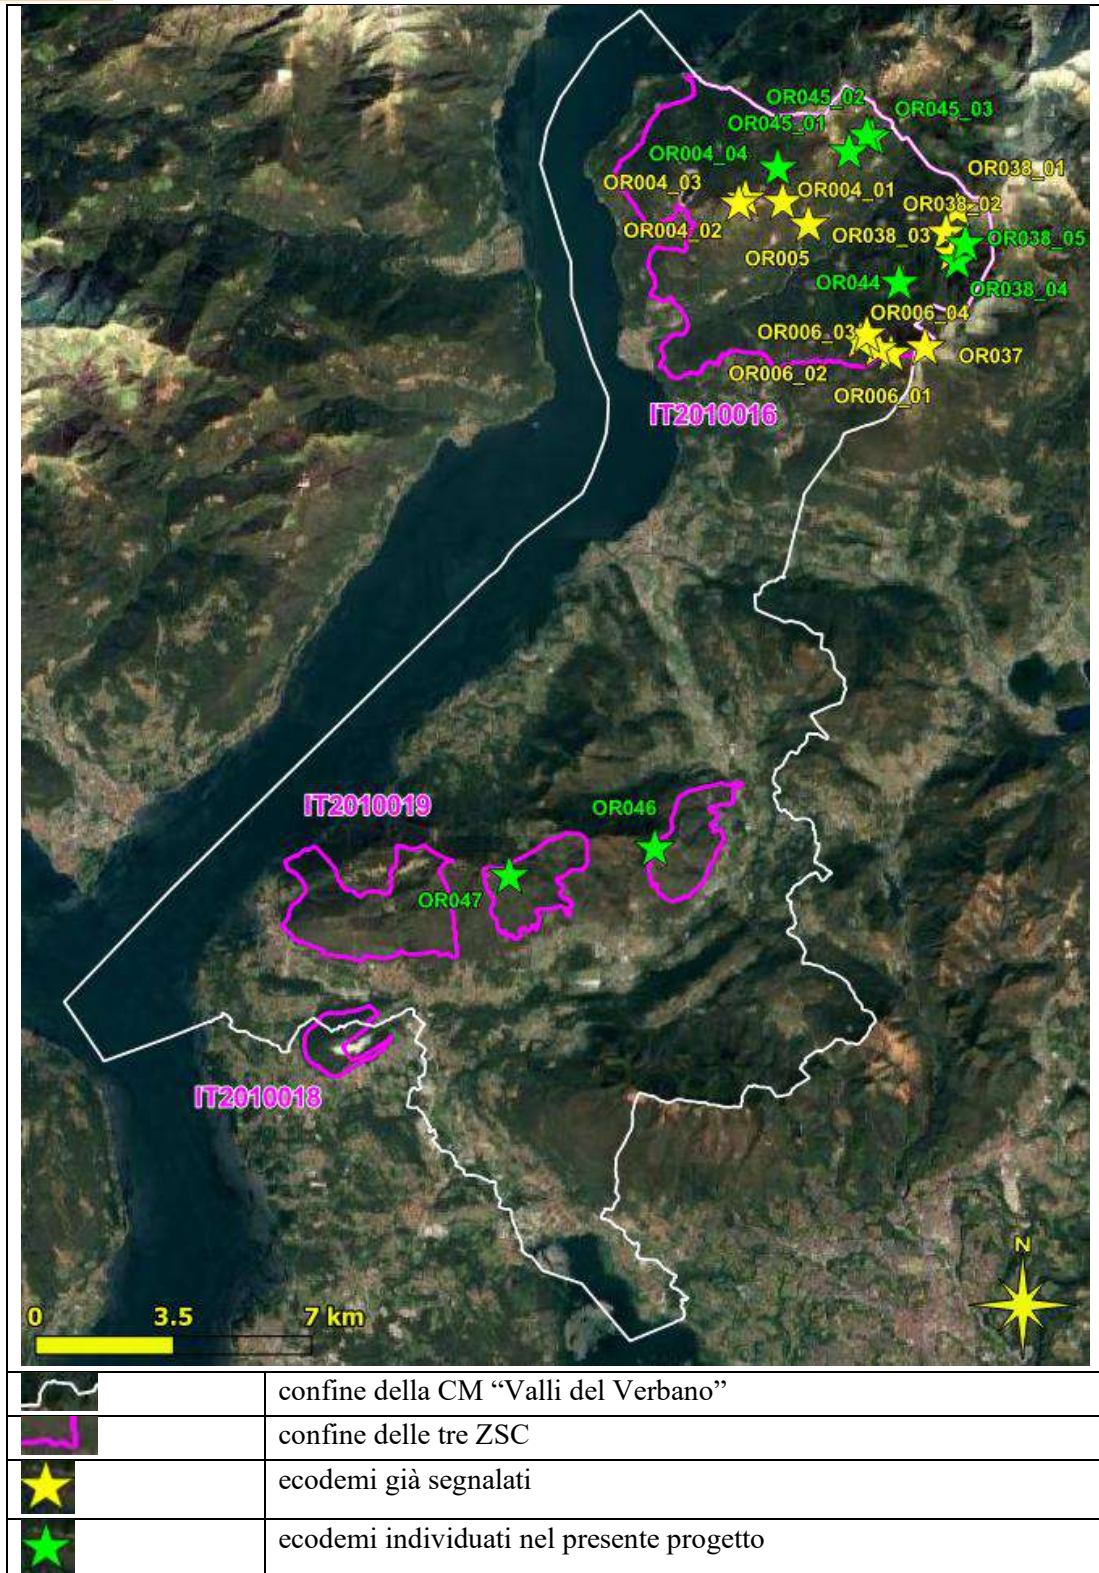 OR045_02
OR045_03
OR045_01
OR004_04
OR038_01
OR004_03
OR004_01
OR038_02
OR004_02
OR038_03
OR038_05
OR005
OR044
OR038_04
OR006_04
OR006_03
OR037
OR006_02
OR006_01
IT2010016
IT2010019
OR046
OR047
IT2010018
N
0 3.5 7 km
confine della CM “Valli del Verbano”
confine delle tre ZSC
ecodemi già segnalati
ecodemi individuati nel presente progetto